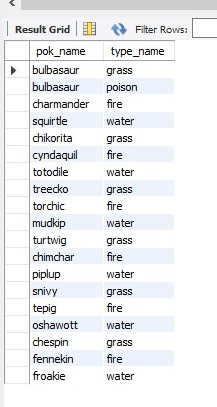 Result Grid Filter Rows:
pok_name type_name
bulbasaur grass
bulbasaur poison
charmander fire
squirtle water
chikorita grass
cyndaquil fire
totodile water
treecko grass
torchic fire
mudkip water
turtwig grass
chimchar fire
piplup water
snivy grass
tepig fire
oshawott water
chespin grass
fennekin fire
froakie water